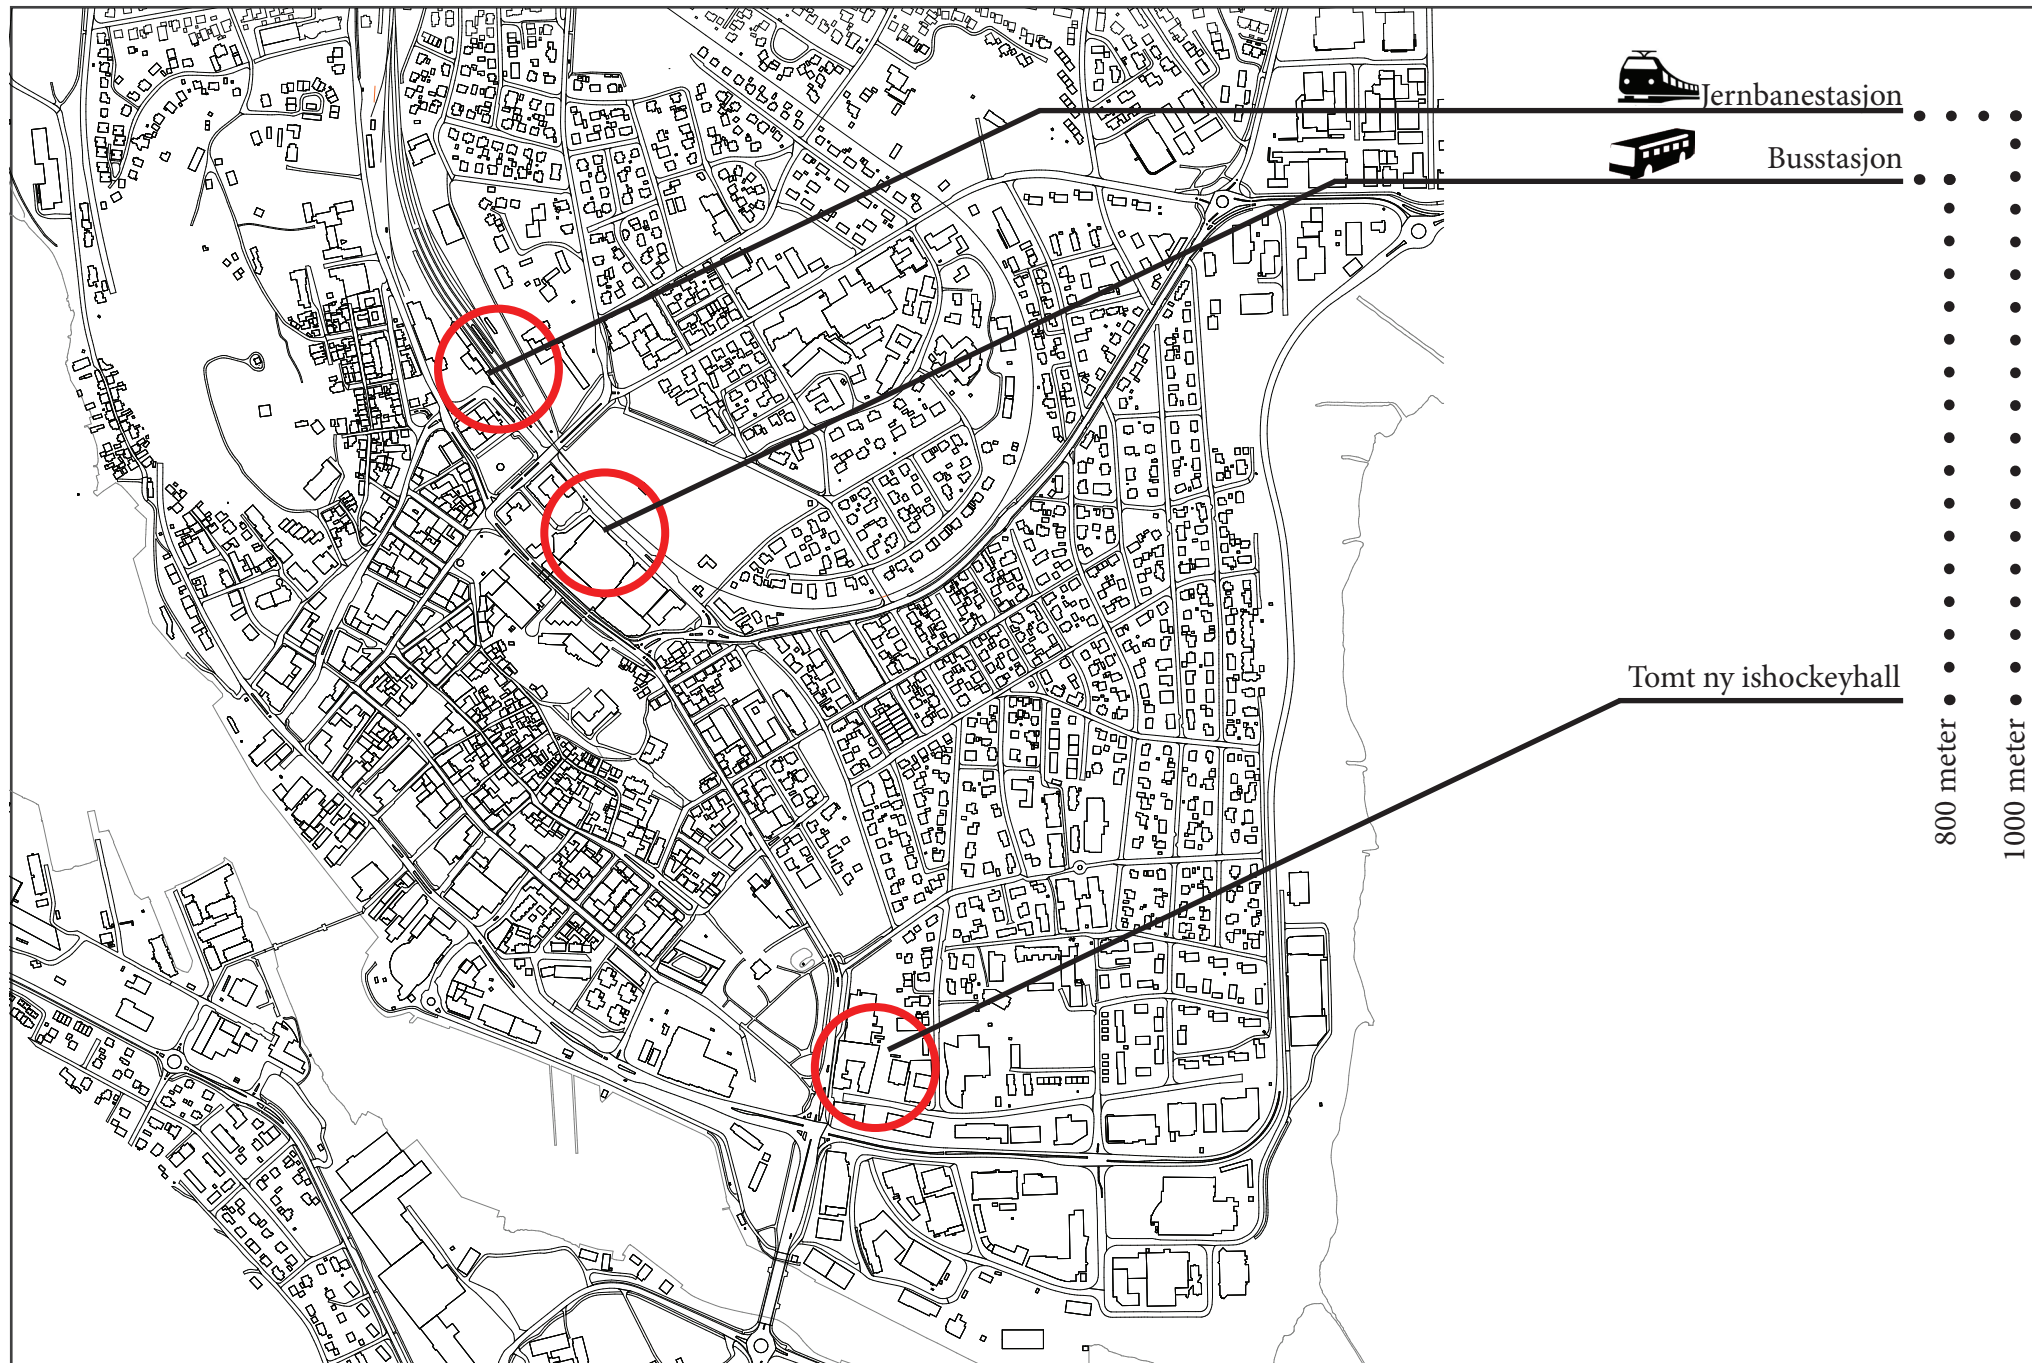 Jernbanestasjon
Busstasjon
Tomt ny ishockeyhall
800 meter
1000 meter